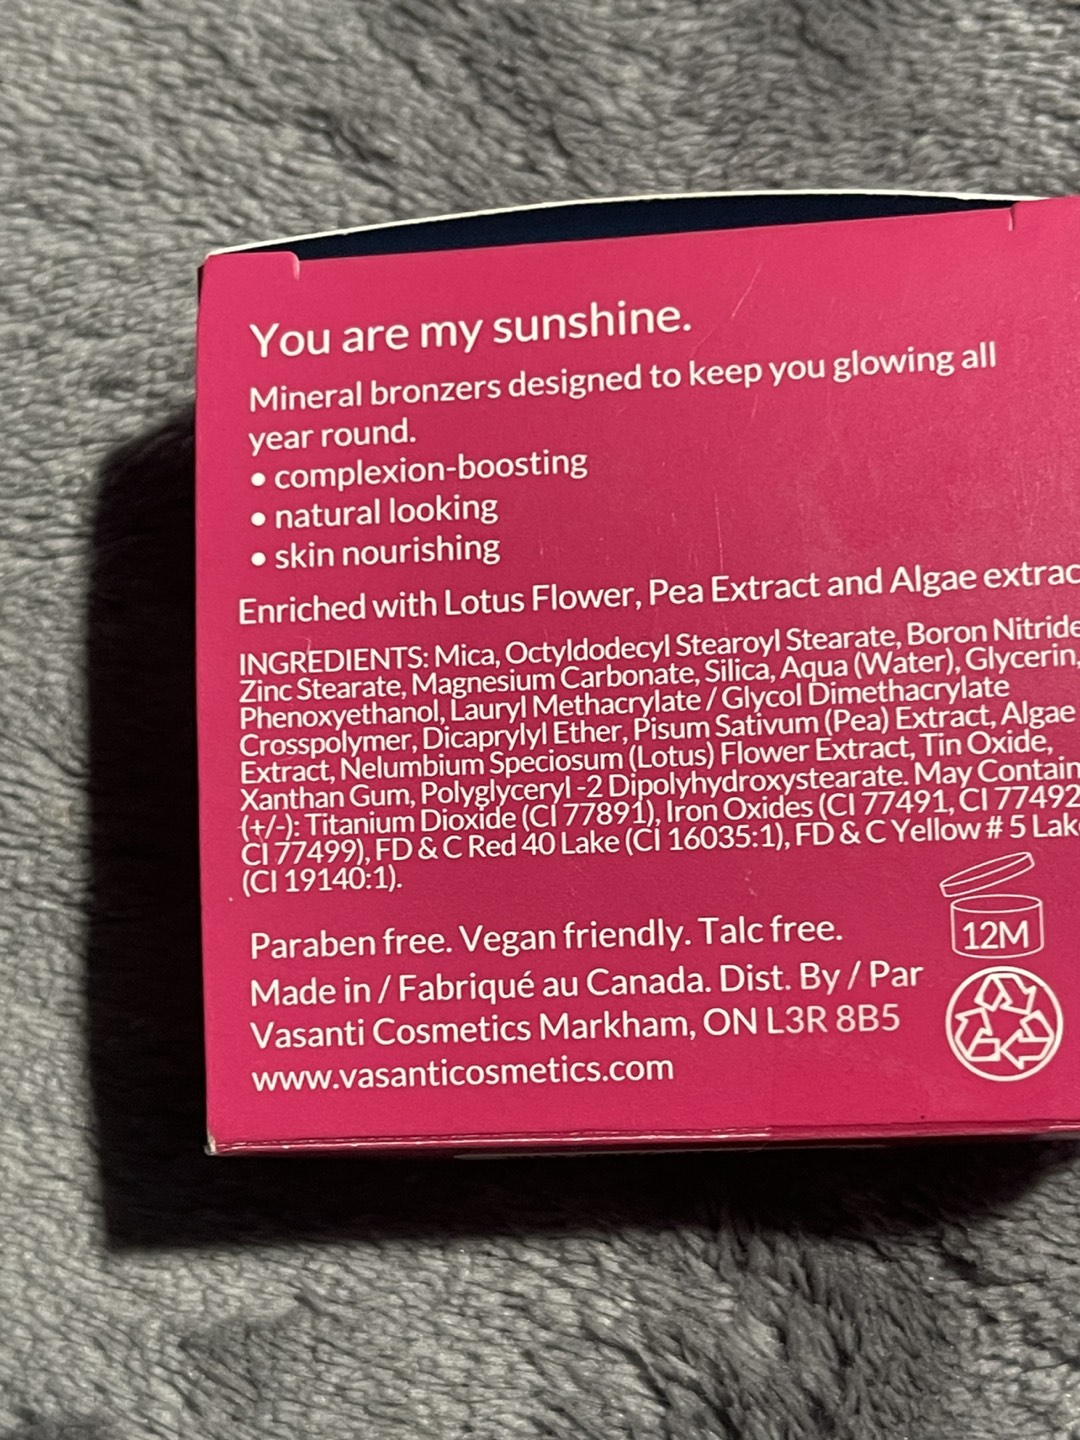 You are my sunshine.
Mineral bronzers designed to keep you glowing all
year round.
• complexion-boosting
• natural looking
• skin nourishing
Enriched with Lotus Flower, Pea Extract and Algae extrac
INGREDIENTS: Mica, Octyldodecyl Stearoyl Stearate, Boron Nitride
Zinc Stearate, Magnesium Carbonate, Silica, Aqua (Water), Glycerin,
Phenoxyethanol, Lauryl Methacrylate / Glycol Dimethacrylate
Crosspolymer, Dicaprylyl Ether, Pisum Sativum (Pea) Extract, Algae
Extract, Nelumbium Speciosum (Lotus) Flower Extract, Tin Oxide,
Xanthan Gum, Polyglyceryl -2 Dipolyhydroxystearate. May Contain
(+/-): Titanium Dioxide (CI 77891), Iron Oxides (CI 77491, CI 77492
CI 77499), FD & C Red 40 Lake (CI 16035:1), FD & C Yellow # 5 Lak
(CI 19140:1).
12M
Paraben free. Vegan friendly. Talc free.
Made in / Fabriqué au Canada. Dist. By / Par
Vasanti Cosmetics Markham, ON L3R 8B5
www.vasanticosmetics.com